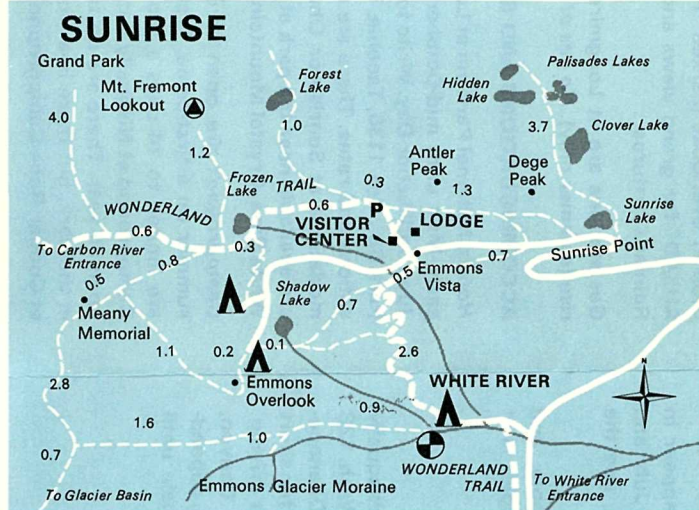 SUNRISE
Grand Park
Mt. Fremont
Lookout
Forest
Lake
Palisades Lakes
Hidden
Lake
4.0
1.0
3.7
Clover Lake
1.2
Antler
Peak
Dege
Peak
Frozen
Lake
TRAIL
0.3
1.3
WONDERLAND
0.6
P
Sunrise
Lake
0.6
VISITOR
CENTER
LODGE
0.3
To Carbon River
Entrance
0.8
0.7
Sunrise Point
0.5
0.5
Emmons
Vista
Shadow
Lake
0.7
Meany
Memorial
1.1
0.2
0.1
2.6
Emmons
Overlook
2.8
WHITE RIVER
N
0.9
1.6
1.0
0.7
WONDERLAND
TRAIL
To White River
Entrance
To Glacier Basin
Emmons Glacier Moraine